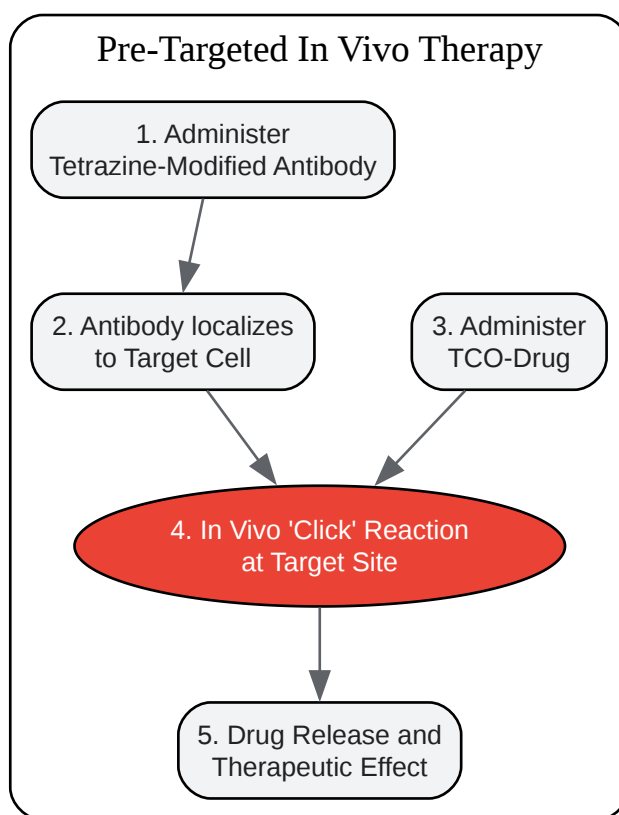 Pre-Targeted In Vivo Therapy
1. Administer
Tetrazine-Modified Antibody
2. Antibody localizes
to Target Cell
3. Administer
TCO-Drug
4. In Vivo 'Click' Reaction
at Target Site
5. Drug Release and
Therapeutic Effect